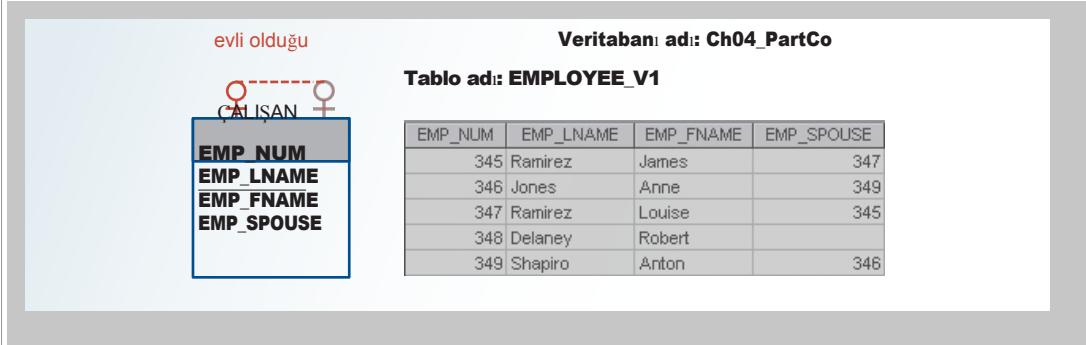 evli olduğu
Veritabanı adı: Ch04_PartCo
Tablo adı: EMPLOYEE_V1
ÇALIŞAN
EMP_NUM
EMP_LNAME
EMP_FNAME
EMP_SPOUSE
EMP_NUM EMP_LNAME EMP_FNAME EMP_SPOUSE
345 Ramirez James 347
346 Jones Anne 349
347 Ramirez Louise 345
348 Delaney Robert
349 Shapiro Anton 346